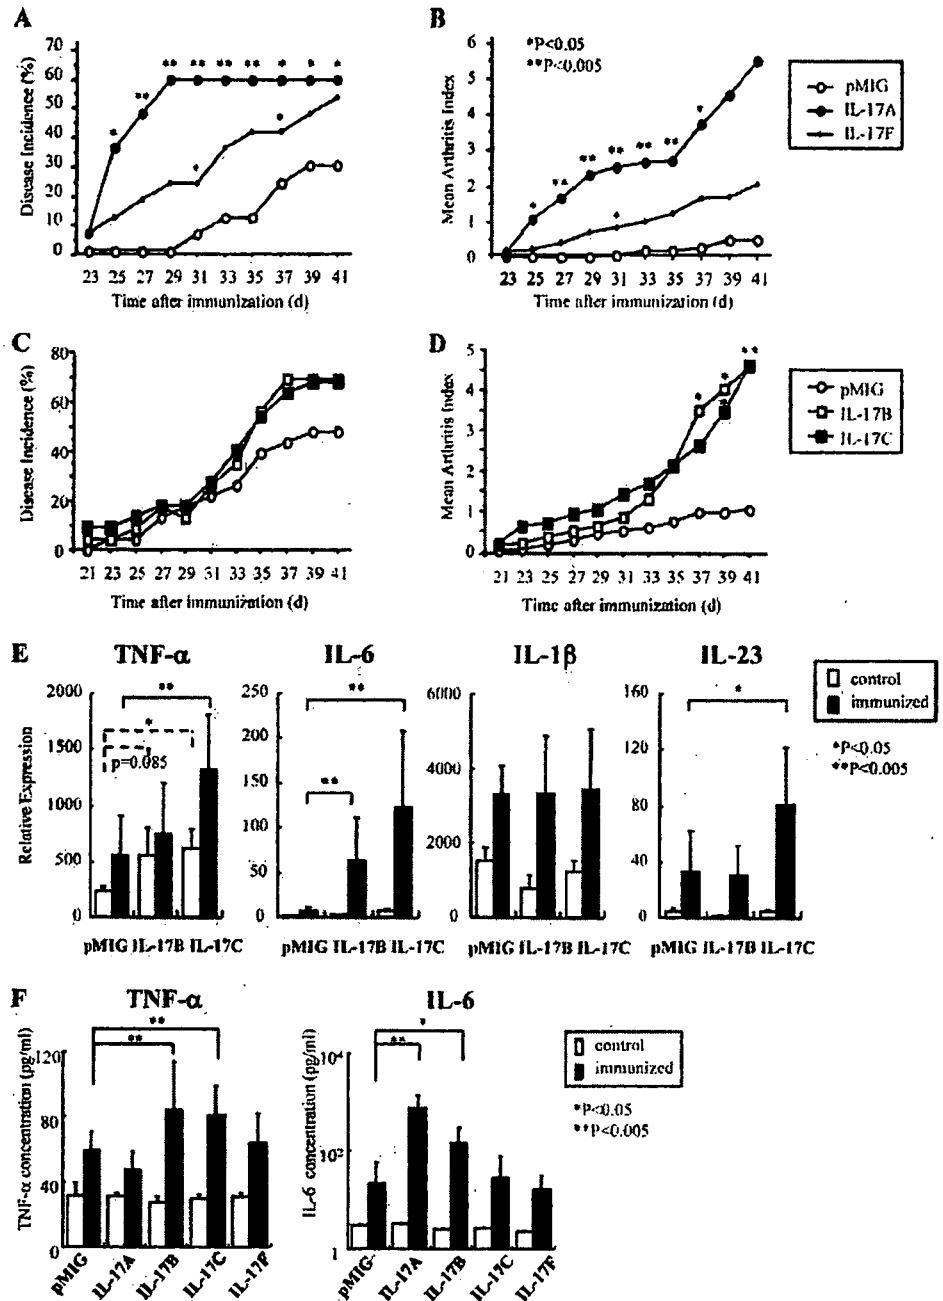 A
Disease Incidence (%)
70
60
50
40
30
20
10
0
** ** ** ** ** * * *
**
*
*
*
23 25 27 29 31 33 35 37 39 41
Time after immunization (d)
B
Mean Arthritis Index
6
5
4
3
2
1
0
*P<0.05
**P<0.005
*
** ** ** **
**
*
*
23 25 27 29 31 33 35 37 39 41
Time after immunization (d)
pMIG
IL-17A
IL-17F
C
Disease Incidence (%)
80
60
40
20
0
21 23 25 27 29 31 33 35 37 39 41
Time after immunization (d)
D
Mean Arthritis Index
5
4
3
2
1
0
**
*
*
*
21 23 25 27 29 31 33 35 37 39 41
Time after immunization (d)
pMIG
IL-17B
IL-17C
E
TNF-α
Relative Expression
2000
1500
1000
500
0
**
*
p=0.085
pMIG IL-17B IL-17C
IL-6
250
200
150
100
50
0
**
**
pMIG IL-17B IL-17C
IL-1β
6000
4000
2000
0
pMIG IL-17B IL-17C
IL-23
160
120
80
40
0
*
pMIG IL-17B IL-17C
control
immunized
*P<0.05
**P<0.005
F
TNF-α
TNF-α concentration (pg/ml)
120
80
40
0
**
**
pMIG IL-17A IL-17B IL-17C IL-17F
IL-6
IL-6 concentration (pg/ml)
10⁴
10²
1
*
**
pMIG IL-17A IL-17B IL-17C IL-17F
control
immunized
*P<0.05
**P<0.005